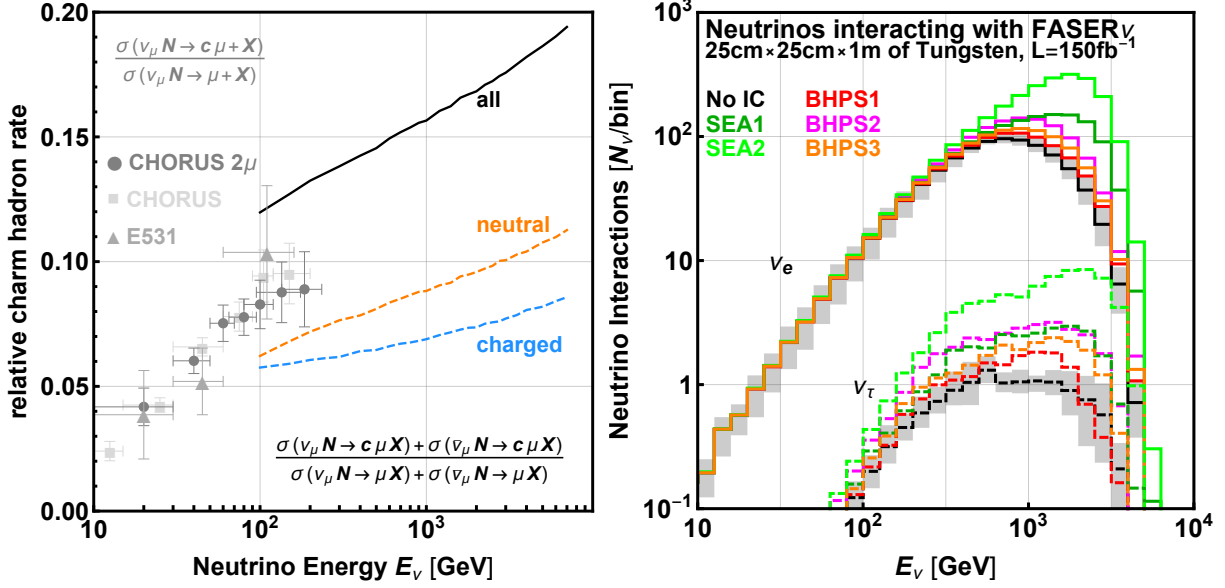 0.20
0.15
0.10
0.05
0.00
relative charm hadron rate
σ(ν_μ N → c μ + X)
σ(ν_μ N → μ + X)
all
CHORUS 2μ
CHORUS
E531
neutral
charged
σ(ν_μ N → c μ X) + σ(ν̄_μ N → c μ X)
σ(ν_μ N → μ X) + σ(ν̄_μ N → μ X)
10 10² 10³
Neutrino Energy E_ν [GeV]
10³
10²
10
1
10⁻¹
Neutrino Interactions [N_ν/bin]
Neutrinos interacting with FASERν
25cm×25cm×1m of Tungsten, L=150fb⁻¹
No IC BHPS1
SEA1 BHPS2
SEA2 BHPS3
ν_e
ν_τ
10 10² 10³ 10⁴
E_ν [GeV]